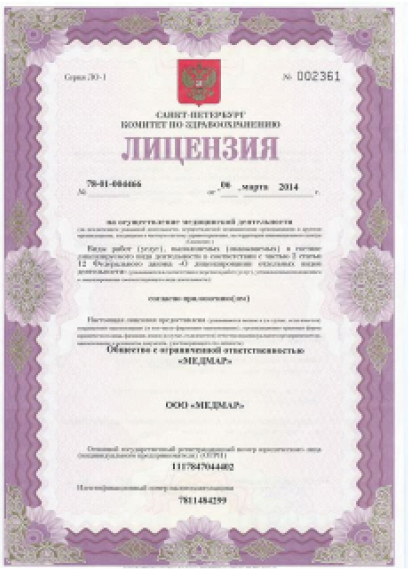 Серия ЛО-1 № 002361
САНКТ-ПЕТЕРБУРГ
КОМИТЕТ ПО ЗДРАВООХРАНЕНИЮ
ЛИЦЕНЗИЯ
№ 78-01-004466 от 06 марта 2014 г.
на осуществление медицинской деятельности
Виды работ (услуг), выполняемых (оказываемых) в составе
лицензируемого вида деятельности в соответствии с частью 2 статьи
12 Федерального закона «О лицензировании отдельных видов
деятельности»
согласно приложению(ям)
Настоящая лицензия предоставлена
Общество с ограниченной ответственностью
«МЕДМАР»
ООО «МЕДМАР»
Основной государственный регистрационный номер юридического лица
(индивидуального предпринимателя) (ОГРН)
1117847044402
Идентификационный номер налогоплательщика
7811484299